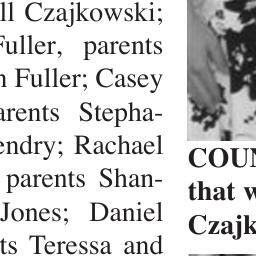 ll Czajkowski;
Fuller, parents
n Fuller; Casey
arents Stepha-
endry; Rachael
parents Shan-
Jones; Daniel
ts Teressa and
COUN
that w
Czajk